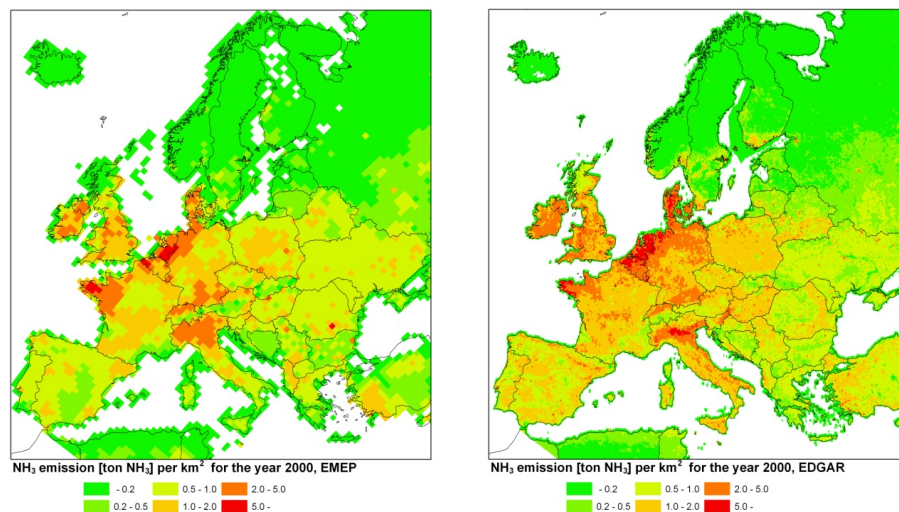 NH₃ emission [ton NH₃] per km² for the year 2000, EMEP
- 0.2
0.5 - 1.0
2.0 - 5.0
0.2 - 0.5
1.0 - 2.0
5.0 -
NH₃ emission [ton NH₃] per km² for the year 2000, EDGAR
- 0.2
0.5 - 1.0
2.0 - 5.0
0.2 - 0.5
1.0 - 2.0
5.0 -